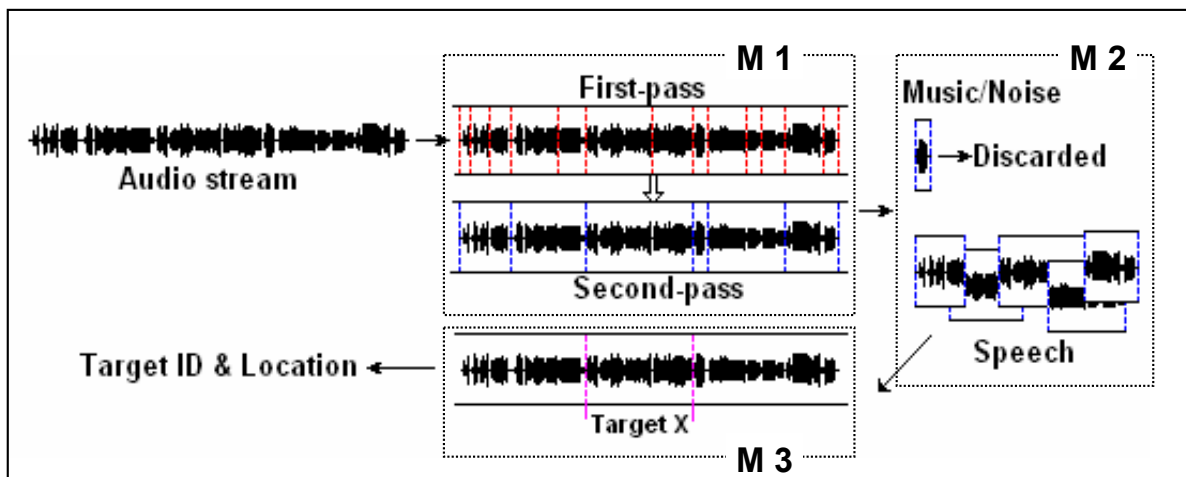 M 1
First-pass
Audio stream
Second-pass
M 2
Music/Noise
Discarded
Speech
Target ID & Location
Target X
M 3